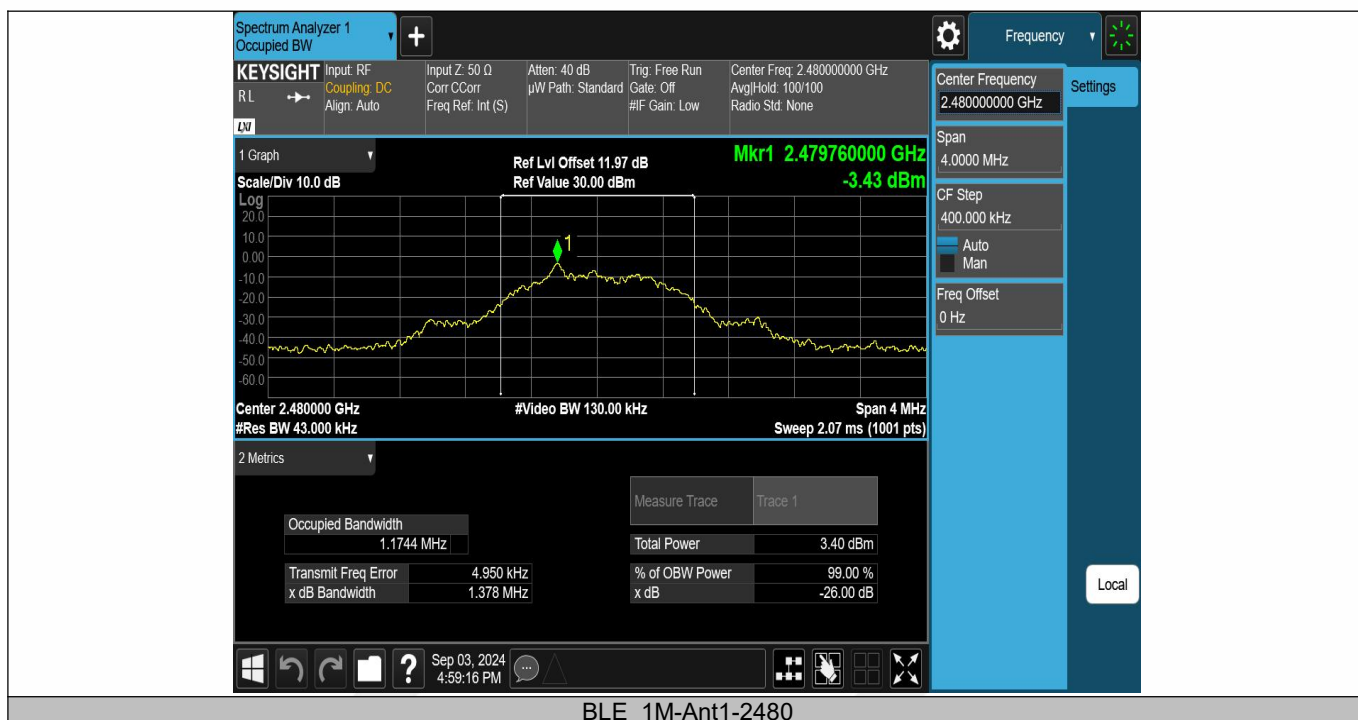 Spectrum Analyzer 1
Occupied BW
+
Frequency
KEYSIGHT
R L
LXI
Input: RF
Coupling: DC
Align: Auto
Input Z: 50 Ω
Corr CCorr
Freq Ref: Int (S)
Atten: 40 dB
µW Path: Standard
Trig: Free Run
Gate: Off
#IF Gain: Low
Center Freq: 2.480000000 GHz
Avg|Hold: 100/100
Radio Std: None
Center Frequency
2.480000000 GHz
Settings
Span
4.0000 MHz
CF Step
400.000 kHz
Auto
Man
Freq Offset
0 Hz
Local
1 Graph
Scale/Div 10.0 dB
Ref Lvl Offset 11.97 dB
Ref Value 30.00 dBm
Mkr1 2.479760000 GHz
-3.43 dBm
Log
20.0
10.0
0.00
-10.0
-20.0
-30.0
-40.0
-50.0
-60.0
1
Center 2.480000 GHz
#Video BW 130.00 kHz
Span 4 MHz
#Res BW 43.000 kHz
Sweep 2.07 ms (1001 pts)
2 Metrics
Measure Trace
Trace 1
Occupied Bandwidth
1.1744 MHz
Total Power
3.40 dBm
Transmit Freq Error
4.950 kHz
% of OBW Power
99.00 %
x dB Bandwidth
1.378 MHz
x dB
-26.00 dB
?
Sep 03, 2024
4:59:16 PM
BLE_1M-Ant1-2480